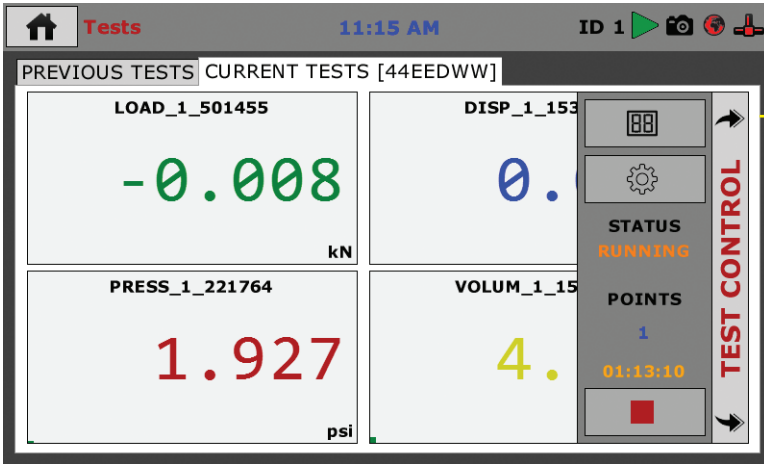 Tests 11:15 AM ID 1
PREVIOUS TESTS CURRENT TESTS [44EEDWW]
LOAD_1_501455
-0.008
kN
DISP_1_153
0.
PRESS_1_221764
1.927
psi
VOLUM_1_15
4.
88
STATUS
RUNNING
POINTS
1
01:13:10
TEST CONTROL